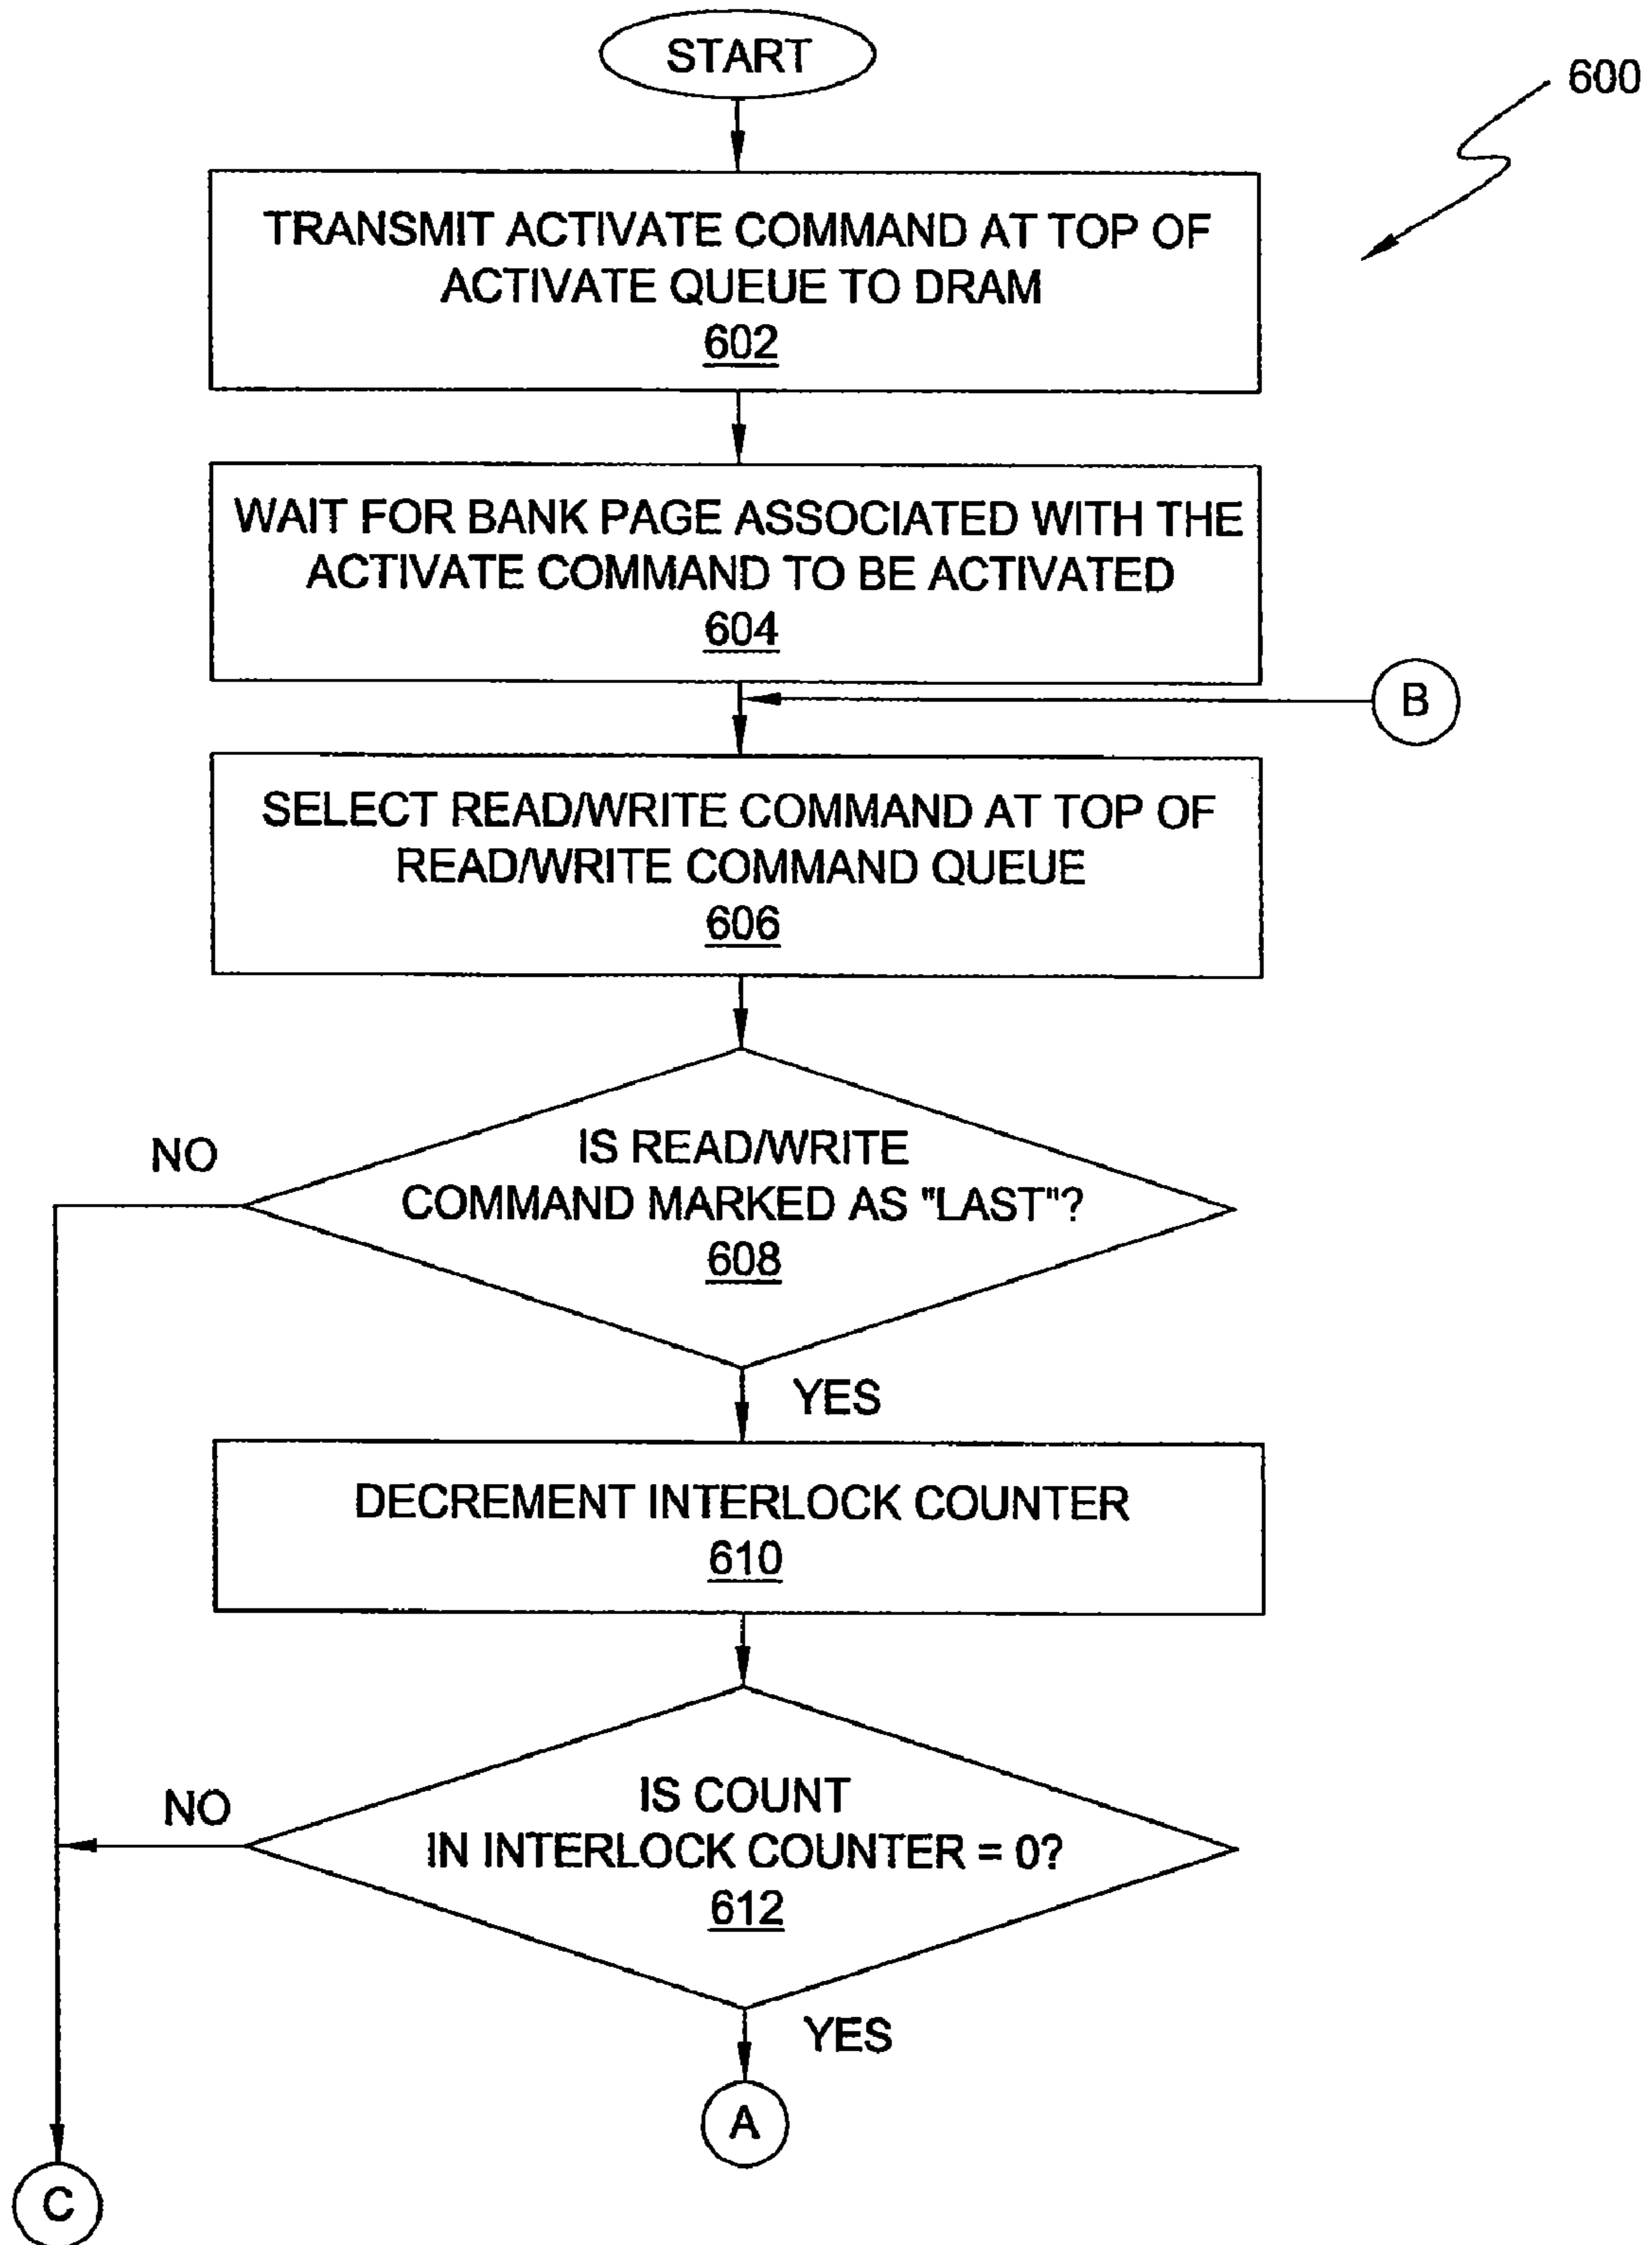 START
600
TRANSMIT ACTIVATE COMMAND AT TOP OF
ACTIVATE QUEUE TO DRAM
602
WAIT FOR BANK PAGE ASSOCIATED WITH THE
ACTIVATE COMMAND TO BE ACTIVATED
604
B
SELECT READ/WRITE COMMAND AT TOP OF
READ/WRITE COMMAND QUEUE
606
NO
IS READ/WRITE
COMMAND MARKED AS "LAST"?
608
YES
DECREMENT INTERLOCK COUNTER
610
NO
IS COUNT
IN INTERLOCK COUNTER = 0?
612
YES
A
C